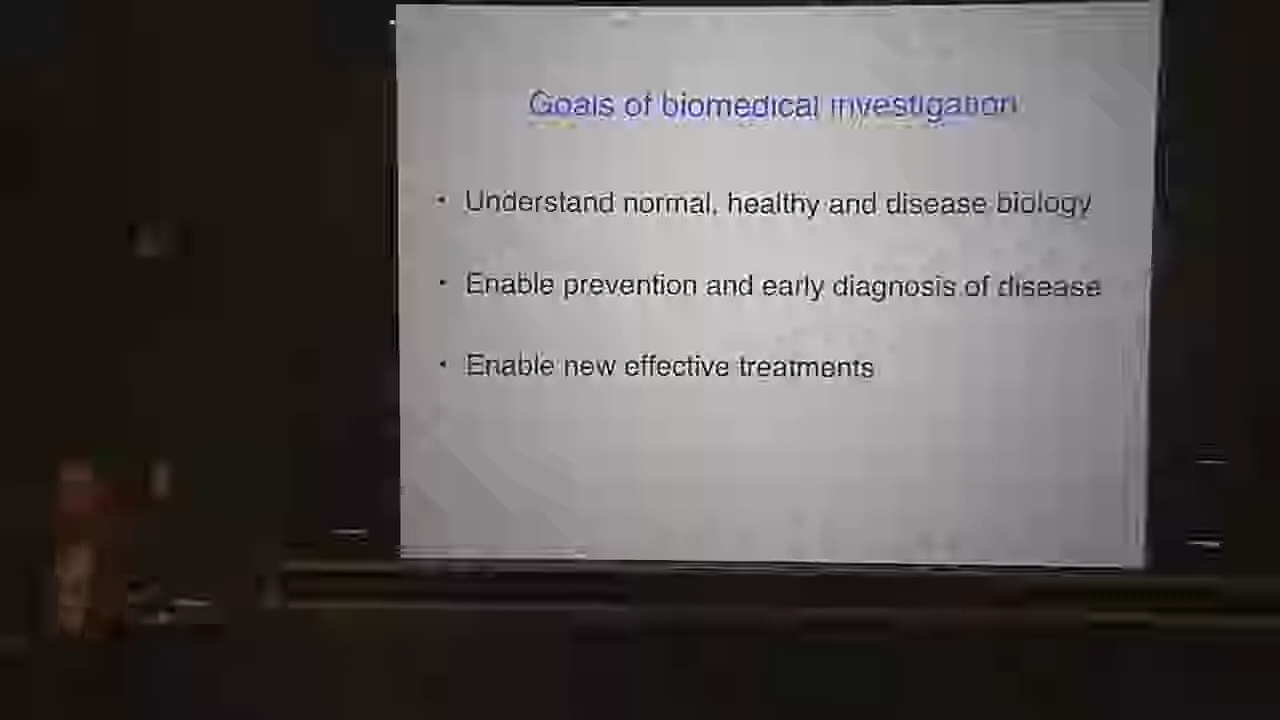 Goals of biomedical investigation
• Understand normal, healthy and disease biology
• Enable prevention and early diagnosis of disease
• Enable new effective treatments